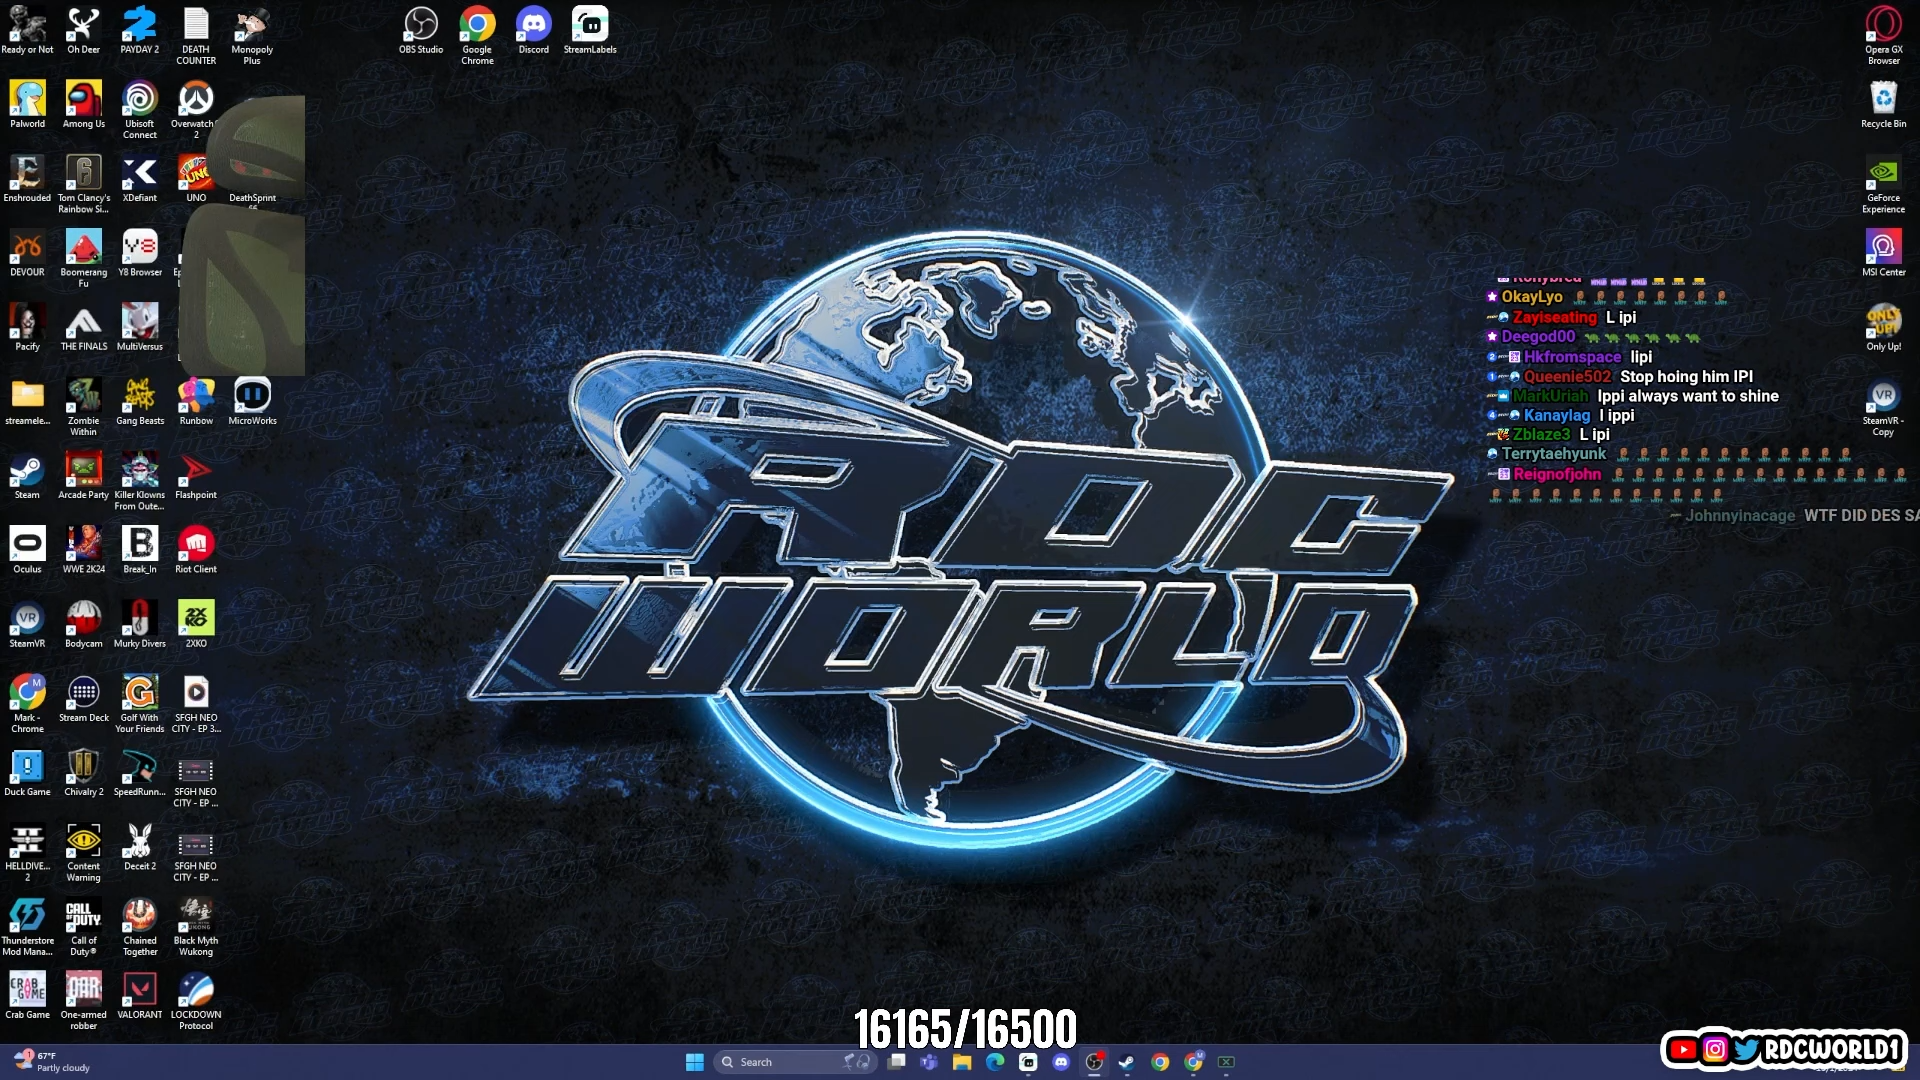 Ready or Not
Oh Deer
PAYDAY 2
DEATH COUNTER
Monopoly Plus
OBS Studio
Google Chrome
Discord
StreamLabels
Opera GX Browser
Palworld
Among Us
Ubisoft Connect
Overwatch 2
Recycle Bin
Enshrouded
Tom Clancy's Rainbow Si...
XDefiant
UNO
DeathSprint 66
GeForce Experience
DEVOUR
Boomerang Fu
Y8 Browser
MSI Center
Pacify
THE FINALS
MultiVersus
Only Up!
streamele...
Zombie Within
Gang Beasts
Runbow
MicroWorks
SteamVR - Copy
Steam
Arcade Party
Killer Klowns From Oute...
Flashpoint
Oculus
WWE 2K24
Break_In
Riot Client
SteamVR
Bodycam
Murky Divers
2XKO
Mark - Chrome
Stream Deck
Golf With Your Friends
SFGH NEO CITY - EP 3...
Duck Game
Chivalry 2
SpeedRunn...
SFGH NEO CITY - EP ...
HELLDIVE... 2
Content Warning
Deceit 2
SFGH NEO CITY - EP ...
Thunderstore Mod Mana...
Call of Duty®
Chained Together
Black Myth Wukong
Crab Game
One-armed robber
VALORANT
LOCKDOWN Protocol
RDC
WORLD
OkayLyo
Zaylseating L ipi
Deegod00
Hkfromspace lipi
Queenie502 Stop hoing him IPI
MarkUriah Ippi always want to shine
Kanaylag l ippi
Zblaze3 L ipi
Terrytaehyunk
Reignofjohn
Johnnyinacage WTF DID DES SA
16165/16500
67°F
Partly cloudy
Search
RDCWORLD1